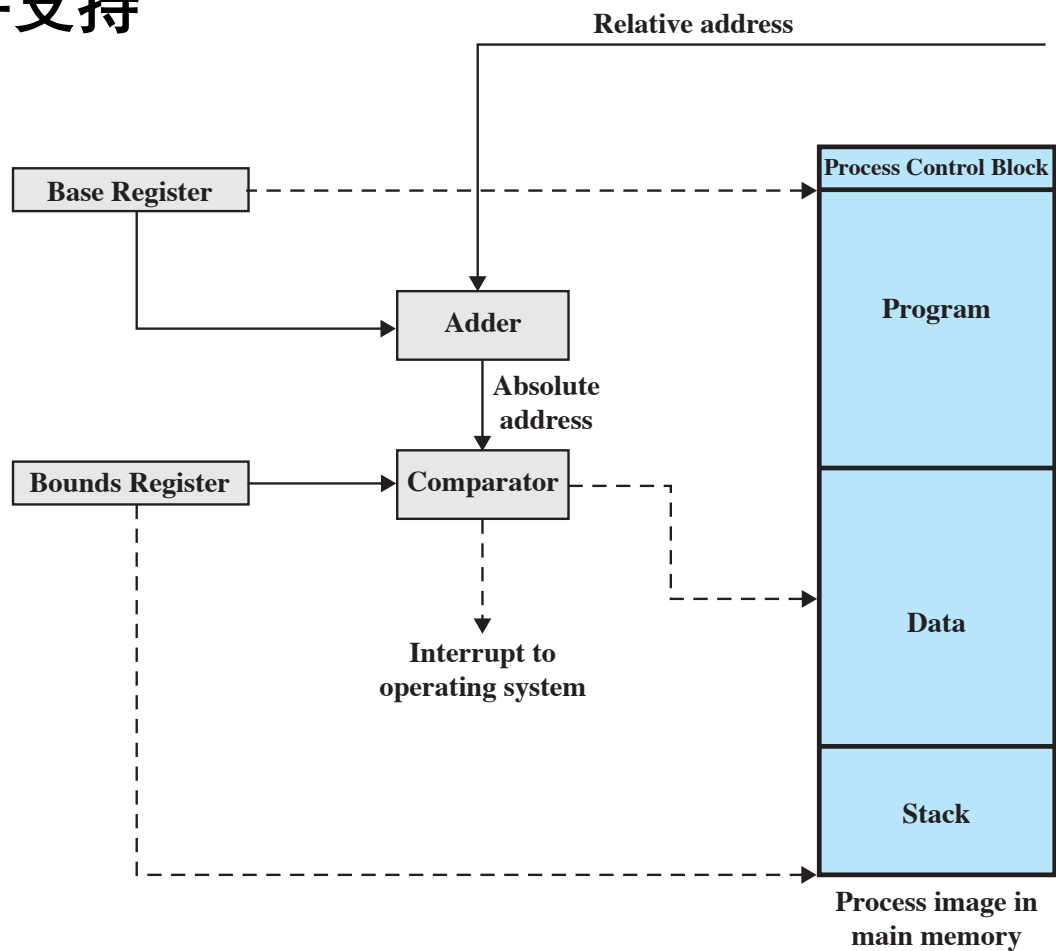 支持
Relative address
Process Control Block
Base Register
Program
Adder
Absolute
address
Bounds Register
Comparator
Data
Interrupt to
operating system
Stack
Process image in
main memory